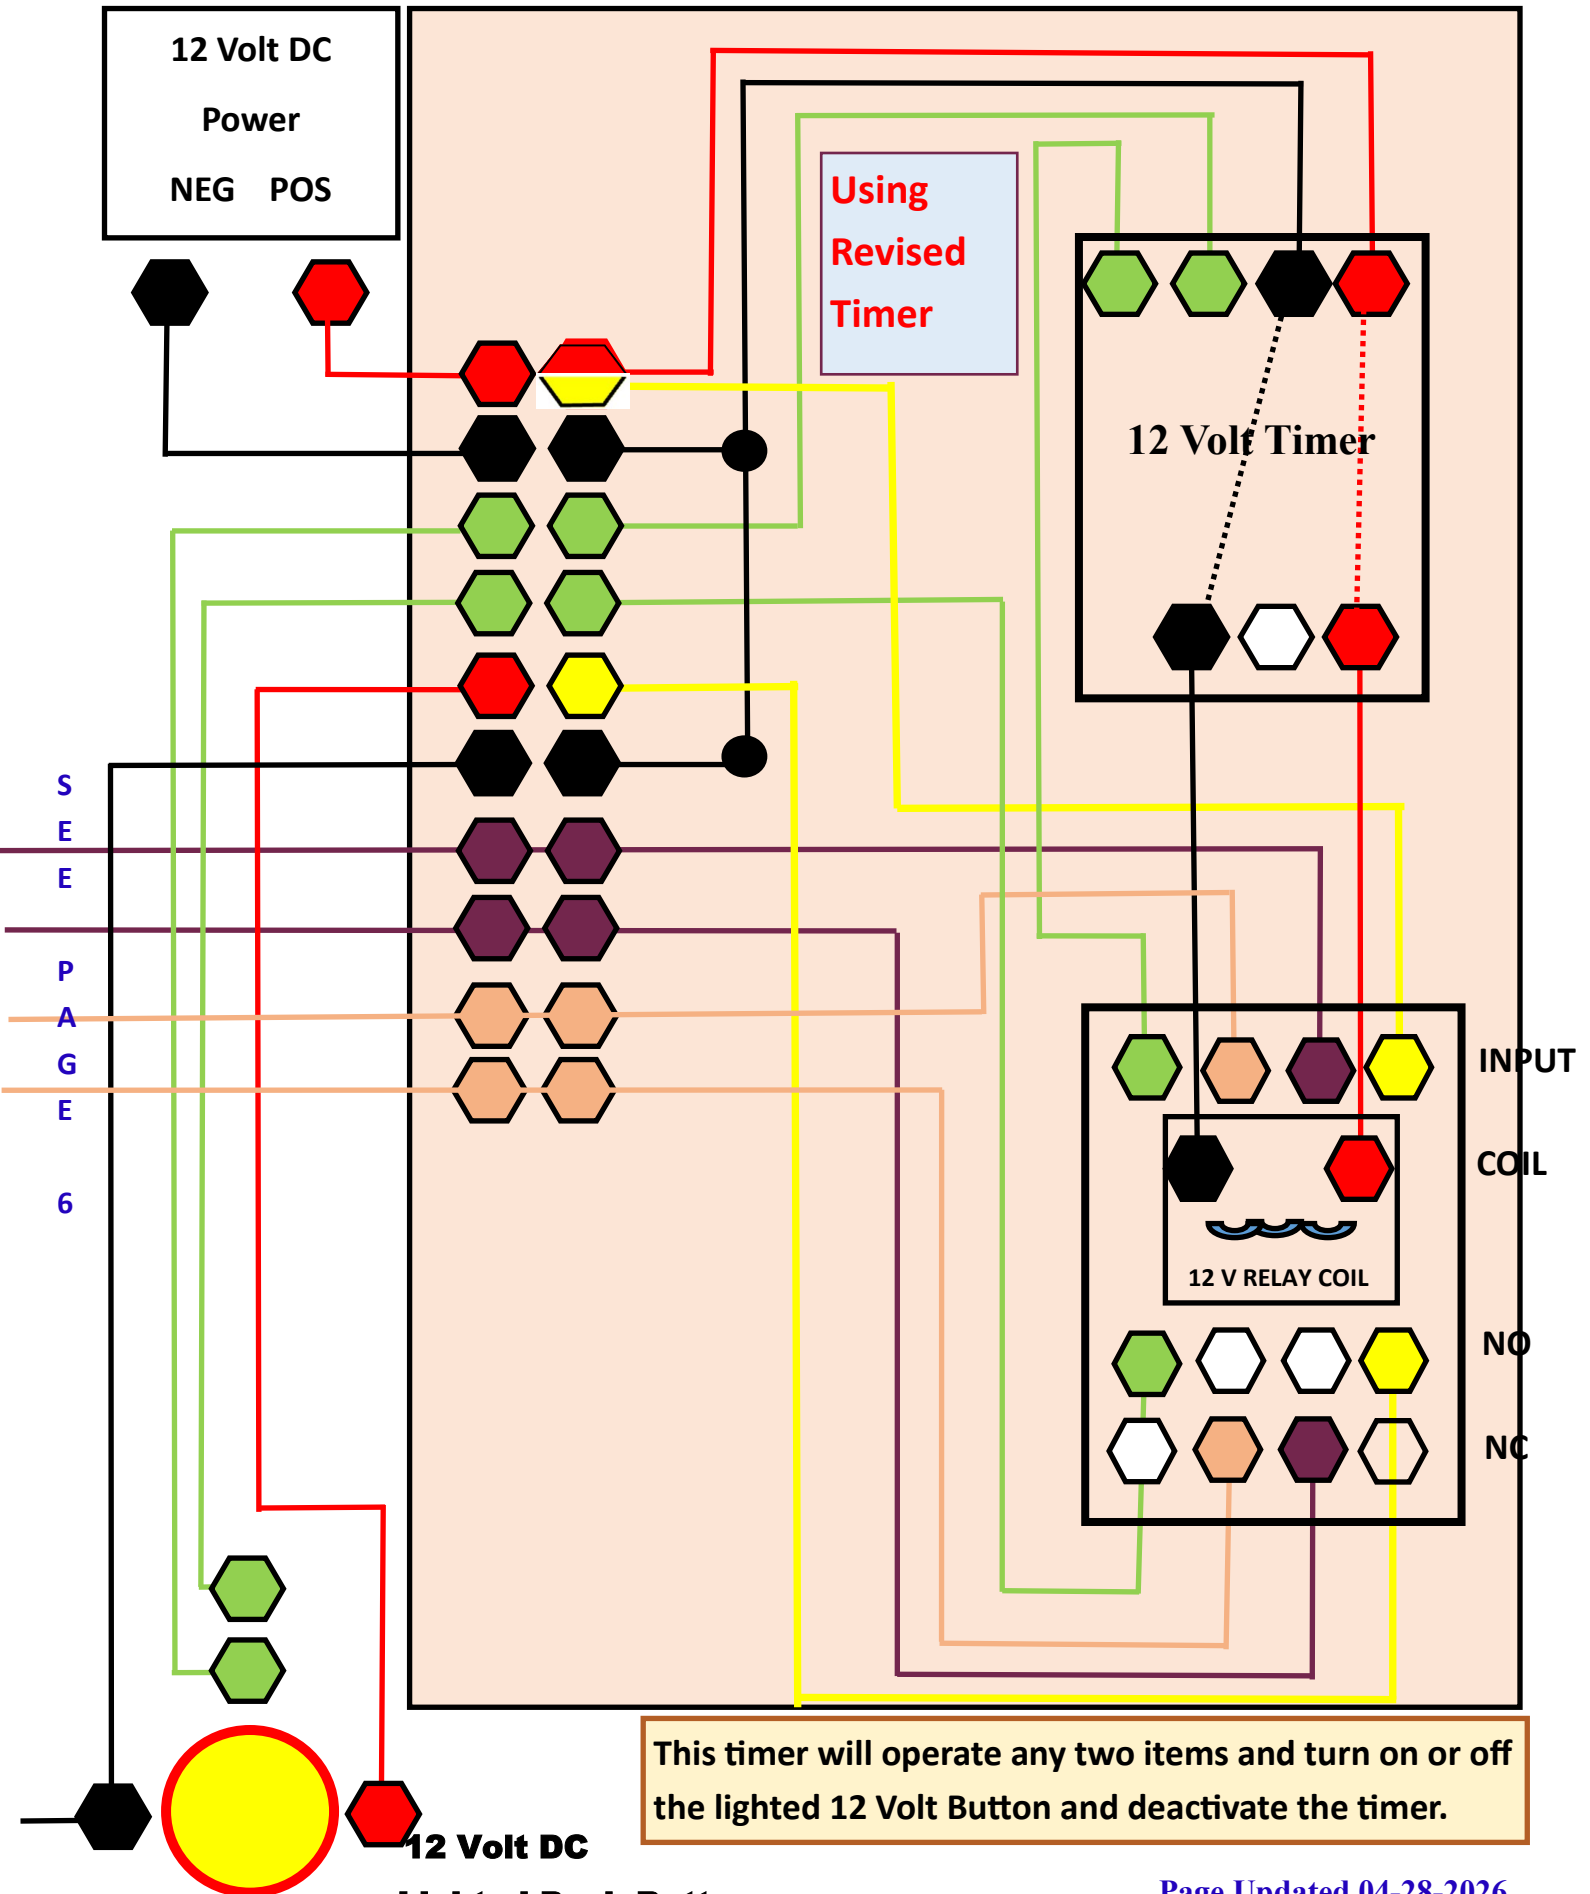 12 Volt DC
Power
NEG POS
Using
Revised
Timer
12 Volt Timer
S
E
E
P
A
G
E
6
INPUT
COIL
12 V RELAY COIL
NO
NC
This timer will operate any two items and turn on or off
the lighted 12 Volt Button and deactivate the timer.
12 Volt DC
Page Updated 04-28-2026